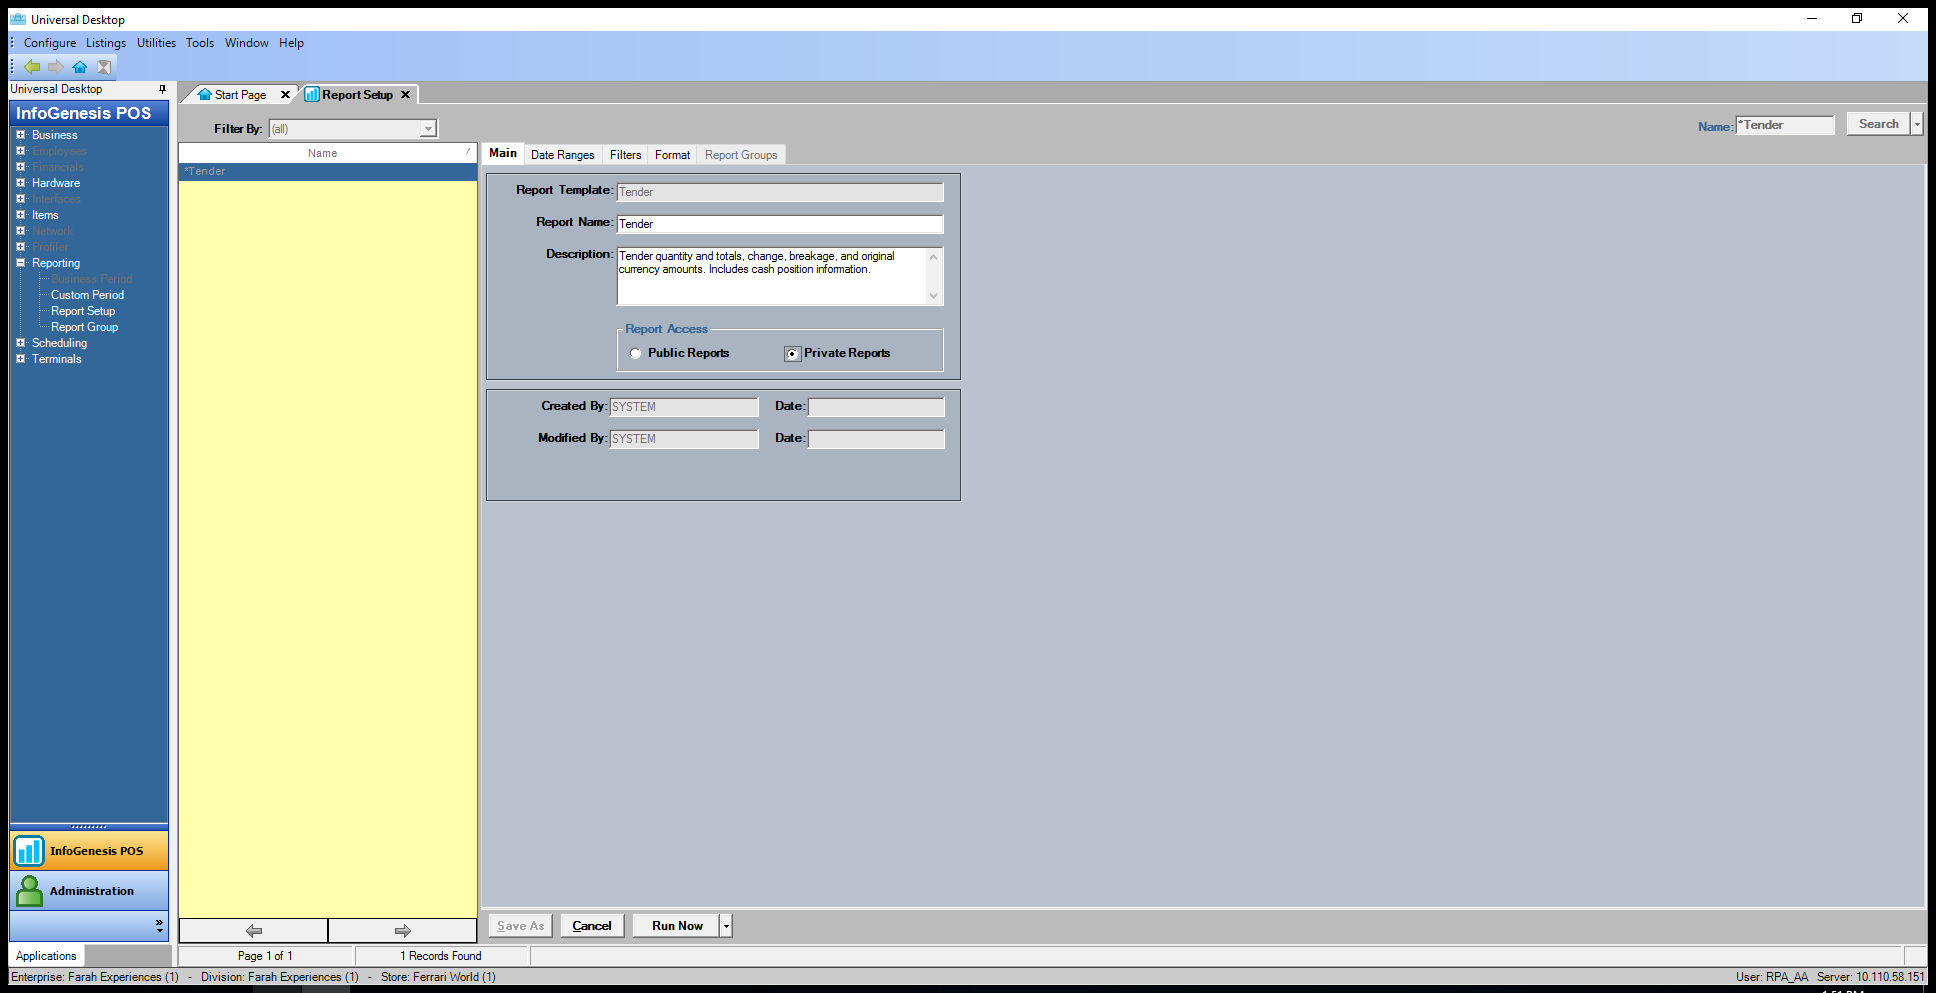 Universal Desktop
Configure Listings Utilities Tools Window Help
Universal Desktop
InfoGenesis POS
Business
Employees
Financials
Hardware
Interfaces
Items
Network
Profiler
Reporting
Business Period
Custom Period
Report Setup
Report Group
Scheduling
Terminals
InfoGenesis POS
Administration
Applications
Start Page Report Setup
Filter By: (all)
Name: *Tender Search
Name
*Tender
Main Date Ranges Filters Format Report Groups
Report Template: Tender
Report Name: Tender
Description: Tender quantity and totals, change, breakage, and original
currency amounts. Includes cash position information.
Report Access
Public Reports Private Reports
Created By: SYSTEM Date:
Modified By: SYSTEM Date:
Save As Cancel Run Now
Page 1 of 1 1 Records Found
Enterprise: Farah Experiences (1) - Division: Farah Experiences (1) - Store: Ferrari World (1)
User: RPA_AA Server: 10.110.58.151